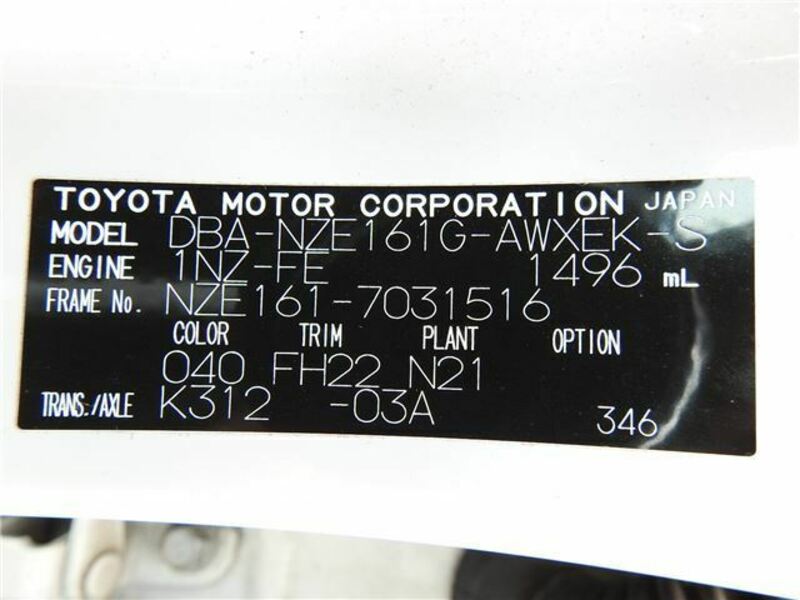 TOYOTA MOTOR CORPORATION JAPAN
MODEL DBA-NZE161G-AWXEK-S
ENGINE 1NZ-FE 1496 mL
FRAME No. NZE161-7031516
COLOR TRIM PLANT OPTION
040 FH22 N21
TRANS./AXLE K312 -03A 346